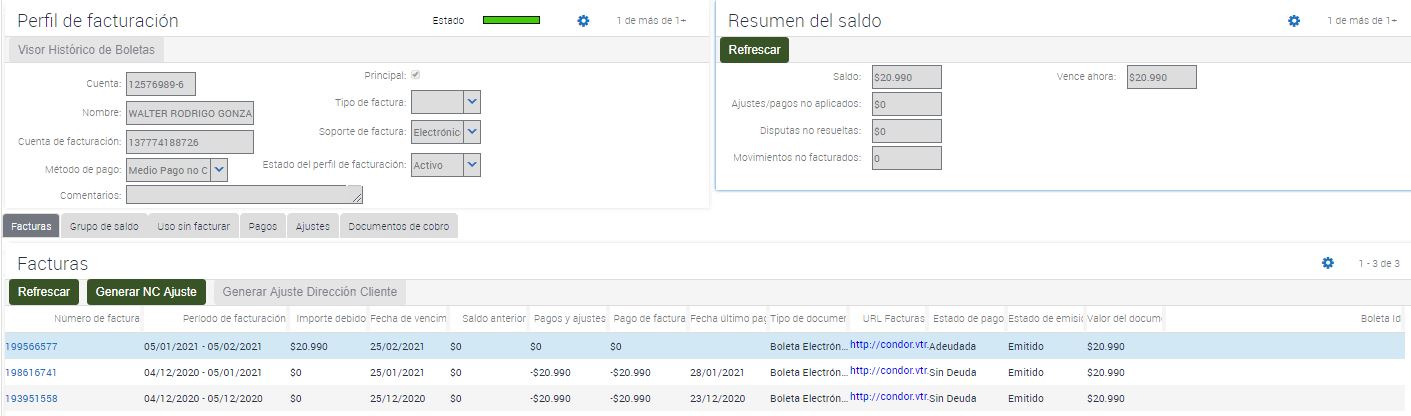 Perfil de facturación Estado 1 de más de 1+
Visor Histórico de Boletas
Cuenta: 12576989-6 Principal:
Nombre: WALTER RODRIGO GONZA Tipo de factura:
Cuenta de facturación: 137774188726 Soporte de factura: Electrónic
Método de pago: Medio Pago no C Estado del perfil de facturación: Activo
Comentarios:
Resumen del saldo 1 de más de 1+
Refrescar
Saldo: $20.990 Vence ahora: $20.990
Ajustes/pagos no aplicados: $0
Disputas no resueltas: $0
Movimientos no facturados: 0
Facturas Grupo de saldo Uso sin facturar Pagos Ajustes Documentos de cobro
Facturas 1 - 3 de 3
Refrescar Generar NC Ajuste Generar Ajuste Dirección Cliente
Número de factura Período de facturación Importe debido Fecha de vencim Saldo anterior Pagos y ajustes Pago de factura Fecha último pag Tipo de documer URL Facturas Estado de pago Estado de emisió Valor del docume Boleta Id
199566577 05/01/2021 - 05/02/2021 $20.990 25/02/2021 $0 $0 $0 Boleta Electrón... http://condor.vtr. Adeudada Emitido $20.990
198616741 04/12/2020 - 05/01/2021 $0 25/01/2021 $0 -$20.990 -$20.990 28/01/2021 Boleta Electrón... http://condor.vtr. Sin Deuda Emitido $20.990
193951558 04/12/2020 - 05/12/2020 $0 25/12/2020 $0 -$20.990 -$20.990 23/12/2020 Boleta Electrón... http://condor.vtr. Sin Deuda Emitido $20.990